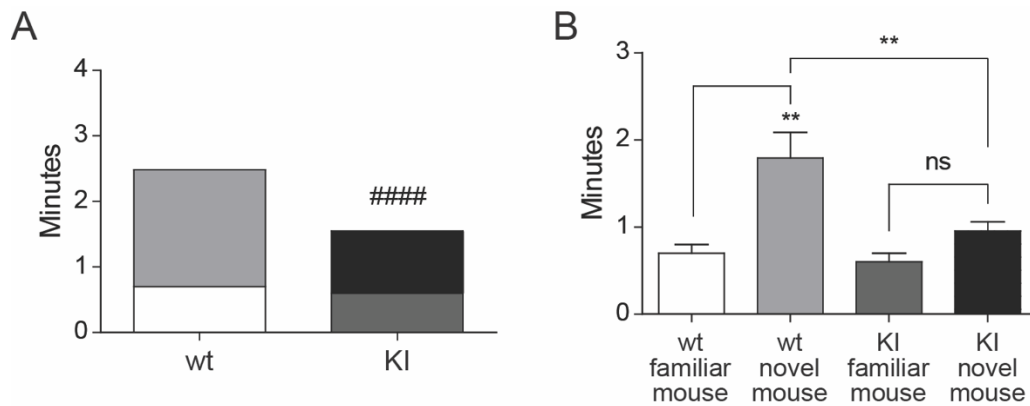 A
Minutes
4
3
2
1
0
####
wt
KI
B
Minutes
3
2
1
0
**
**
ns
wt
familiar
mouse
wt
novel
mouse
KI
familiar
mouse
KI
novel
mouse